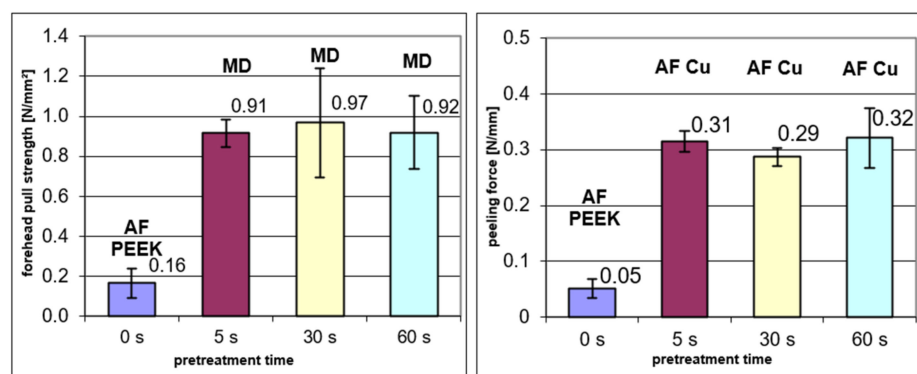 forehead pull strength [N/mm²]
1.4
1.2
1.0
0.8
0.6
0.4
0.2
0.0
MD
MD
MD
0.91
0.97
0.92
AF
PEEK
0.16
0 s
5 s
30 s
60 s
pretreatment time
peeling force [N/mm]
0.5
0.4
0.3
0.2
0.1
0
AF Cu
AF Cu
AF Cu
0.31
0.29
0.32
AF
PEEK
0.05
0 s
5 s
30 s
60 s
pretreatment time